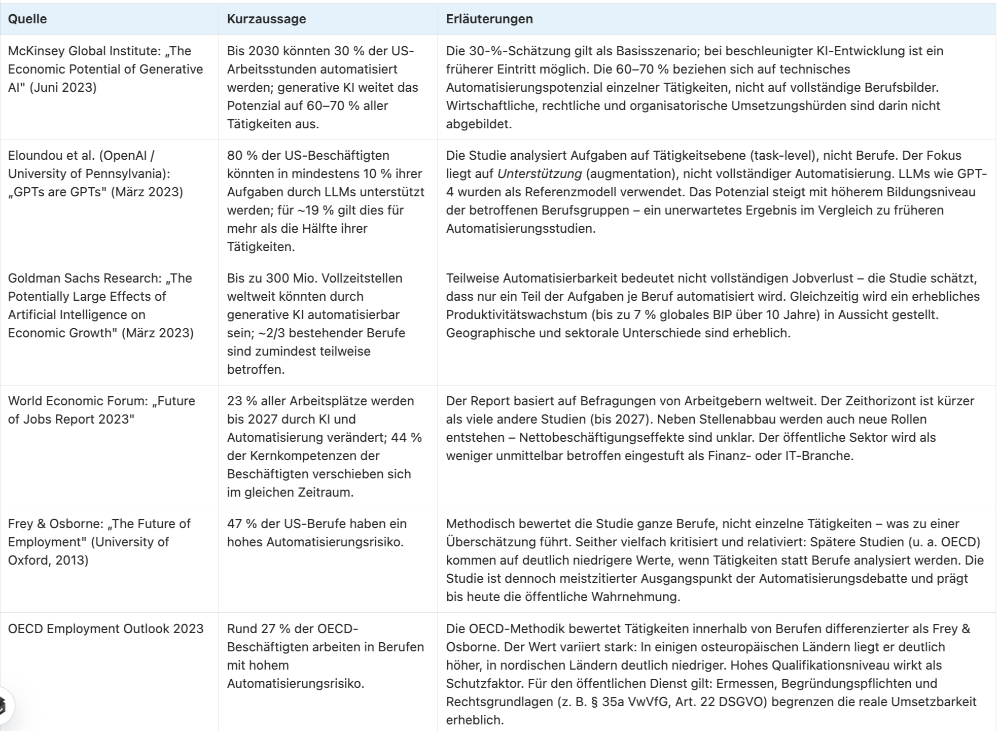 Quelle
Kurzaussage
Erläuterungen
McKinsey Global Institute: „The
Economic Potential of Generative
AI" (Juni 2023)
Bis 2030 könnten 30 % der US-
Arbeitsstunden automatisiert
werden; generative KI weitet das
Potenzial auf 60–70 % aller
Tätigkeiten aus.
Die 30-%-Schätzung gilt als Basisszenario; bei beschleunigter KI-Entwicklung ist ein
früherer Eintritt möglich. Die 60–70 % beziehen sich auf technisches
Automatisierungspotenzial einzelner Tätigkeiten, nicht auf vollständige Berufsbilder.
Wirtschaftliche, rechtliche und organisatorische Umsetzungshürden sind darin nicht
abgebildet.
Eloundou et al. (OpenAI /
University of Pennsylvania):
„GPTs are GPTs" (März 2023)
80 % der US-Beschäftigten
könnten in mindestens 10 % ihrer
Aufgaben durch LLMs unterstützt
werden; für ~19 % gilt dies für
mehr als die Hälfte ihrer
Tätigkeiten.
Die Studie analysiert Aufgaben auf Tätigkeitsebene (task-level), nicht Berufe. Der Fokus
liegt auf Unterstützung (augmentation), nicht vollständiger Automatisierung. LLMs wie GPT-
4 wurden als Referenzmodell verwendet. Das Potenzial steigt mit höherem Bildungsniveau
der betroffenen Berufsgruppen – ein unerwartetes Ergebnis im Vergleich zu früheren
Automatisierungsstudien.
Goldman Sachs Research: „The
Potentially Large Effects of
Artificial Intelligence on
Economic Growth" (März 2023)
Bis zu 300 Mio. Vollzeitstellen
weltweit könnten durch
generative KI automatisierbar
sein; ~2/3 bestehender Berufe
sind zumindest teilweise
betroffen.
Teilweise Automatisierbarkeit bedeutet nicht vollständigen Jobverlust – die Studie schätzt,
dass nur ein Teil der Aufgaben je Beruf automatisiert wird. Gleichzeitig wird ein erhebliches
Produktivitätswachstum (bis zu 7 % globales BIP über 10 Jahre) in Aussicht gestellt.
Geographische und sektorale Unterschiede sind erheblich.
World Economic Forum: „Future
of Jobs Report 2023"
23 % aller Arbeitsplätze werden
bis 2027 durch KI und
Automatisierung verändert; 44 %
der Kernkompetenzen der
Beschäftigten verschieben sich
im gleichen Zeitraum.
Der Report basiert auf Befragungen von Arbeitgebern weltweit. Der Zeithorizont ist kürzer
als viele andere Studien (bis 2027). Neben Stellenabbau werden auch neue Rollen
entstehen – Nettobeschäftigungseffekte sind unklar. Der öffentliche Sektor wird als
weniger unmittelbar betroffen eingestuft als Finanz- oder IT-Branche.
Frey & Osborne: „The Future of
Employment" (University of
Oxford, 2013)
47 % der US-Berufe haben ein
hohes Automatisierungsrisiko.
Methodisch bewertet die Studie ganze Berufe, nicht einzelne Tätigkeiten – was zu einer
Überschätzung führt. Seither vielfach kritisiert und relativiert: Spätere Studien (u. a. OECD)
kommen auf deutlich niedrigere Werte, wenn Tätigkeiten statt Berufe analysiert werden. Die
Studie ist dennoch meistzitierter Ausgangspunkt der Automatisierungsdebatte und prägt
bis heute die öffentliche Wahrnehmung.
OECD Employment Outlook 2023
Rund 27 % der OECD-
Beschäftigten arbeiten in Berufen
mit hohem
Automatisierungsrisiko.
Die OECD-Methodik bewertet Tätigkeiten innerhalb von Berufen differenzierter als Frey &
Osborne. Der Wert variiert stark: In einigen osteuropäischen Ländern liegt er deutlich
höher, in nordischen Ländern deutlich niedriger. Hohes Qualifikationsniveau wirkt als
Schutzfaktor. Für den öffentlichen Dienst gilt: Ermessen, Begründungspflichten und
Rechtsgrundlagen (z. B. § 35a VwVfG, Art. 22 DSGVO) begrenzen die reale Umsetzbarkeit
erheblich.